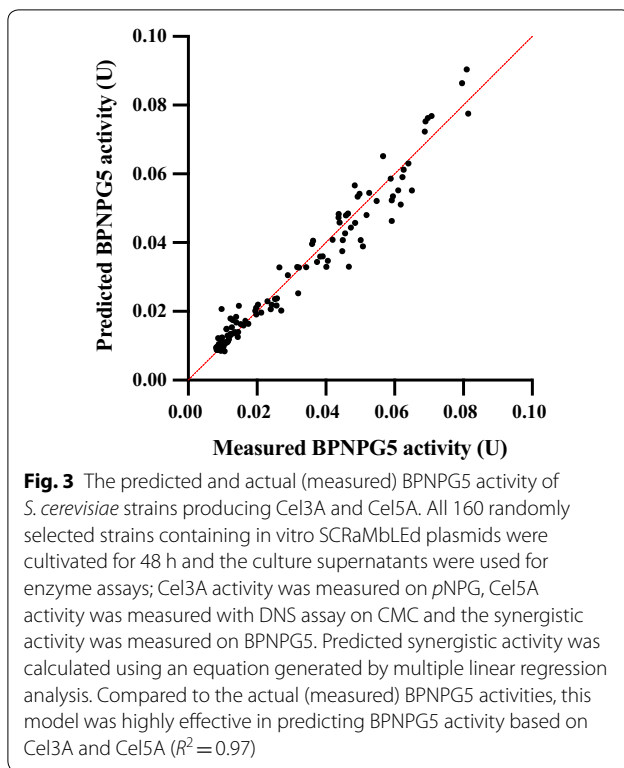 0.10
0.08
0.06
0.04
0.02
0.00
Predicted BPNPG5 activity (U)
0.00 0.02 0.04 0.06 0.08 0.10
Measured BPNPG5 activity (U)
Fig. 3 The predicted and actual (measured) BPNPG5 activity of
S. cerevisiae strains producing Cel3A and Cel5A. All 160 randomly
selected strains containing in vitro SCRaMbLEd plasmids were
cultivated for 48 h and the culture supernatants were used for
enzyme assays; Cel3A activity was measured on pNPG, Cel5A
activity was measured with DNS assay on CMC and the synergistic
activity was measured on BPNPG5. Predicted synergistic activity was
calculated using an equation generated by multiple linear regression
analysis. Compared to the actual (measured) BPNPG5 activities, this
model was highly effective in predicting BPNPG5 activity based on
Cel3A and Cel5A (R² = 0.97)